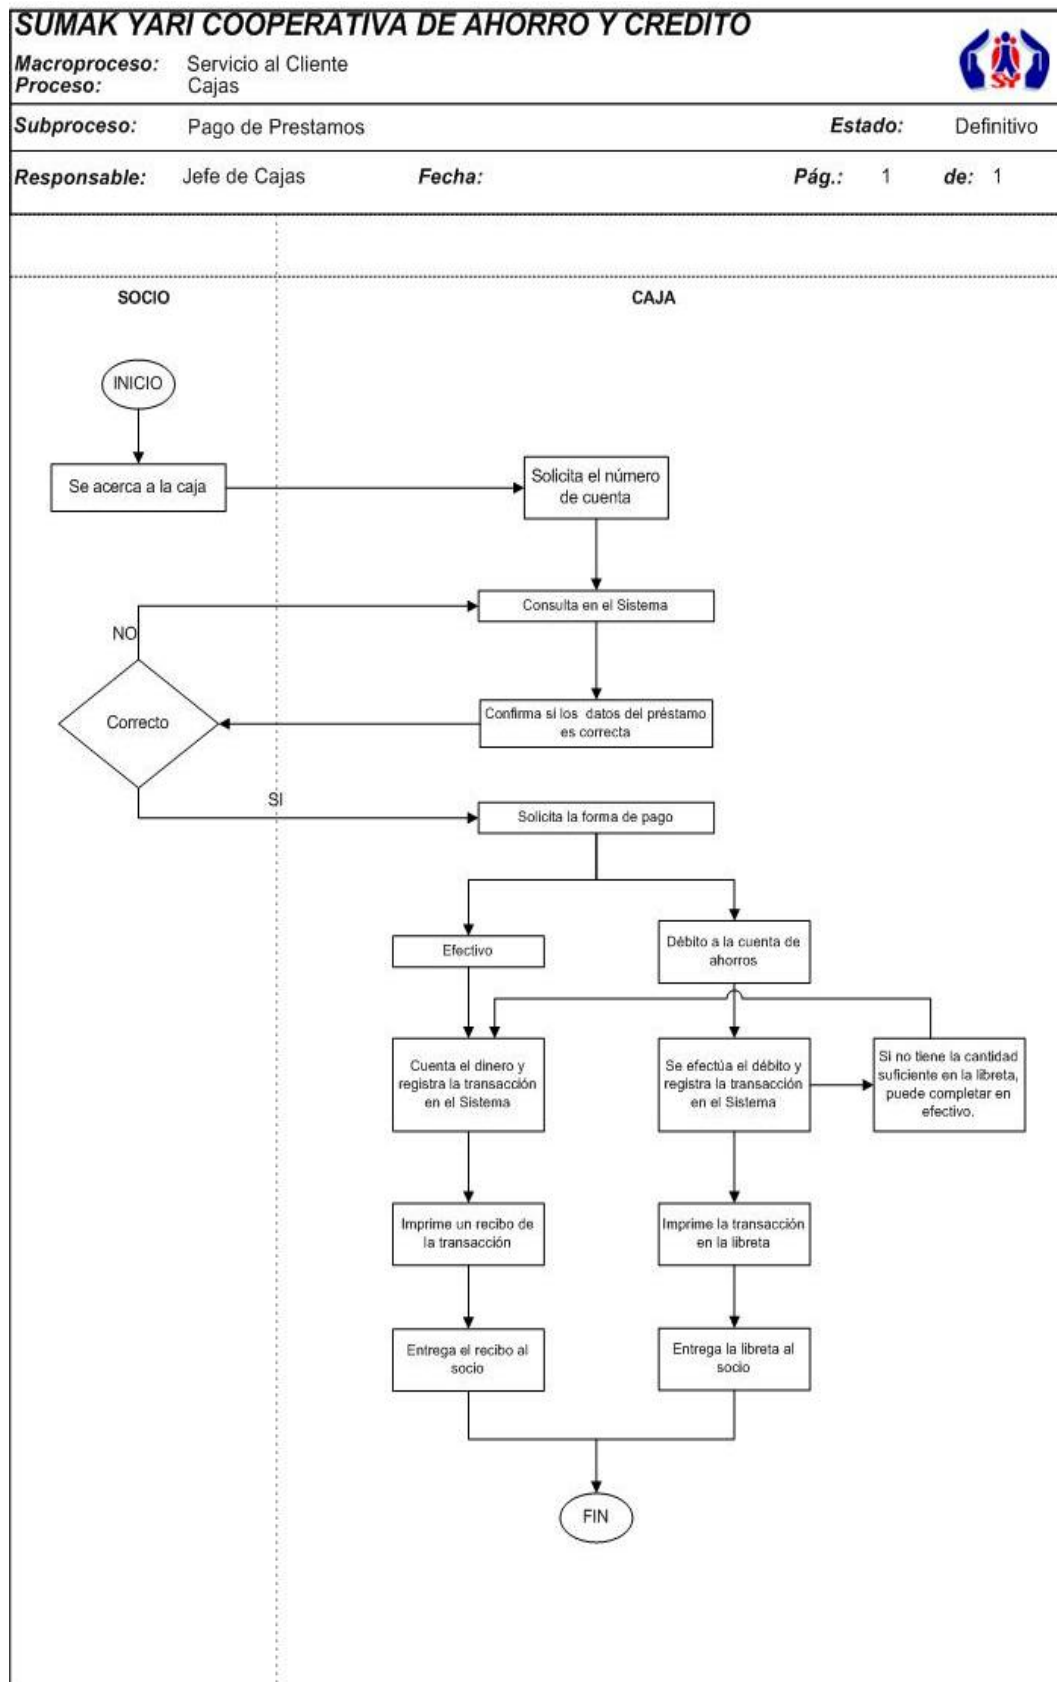 SUMAK YARI COOPERATIVA DE AHORRO Y CREDITO
Macroproceso: Servicio al Cliente
Proceso: Cajas
SY
Subproceso: Pago de Prestamos Estado: Definitivo
Responsable: Jefe de Cajas Fecha: Pág.: 1 de: 1
SOCIO CAJA
INICIO
Se acerca a la caja
Solicita el número
de cuenta
Consulta en el Sistema
NO
Correcto
Confirma si los datos del préstamo
es correcta
SI
Solicita la forma de pago
Efectivo
Débito a la cuenta de
ahorros
Cuenta el dinero y
registra la transacción
en el Sistema
Se efectúa el débito y
registra la transacción
en el Sistema
Si no tiene la cantidad
suficiente en la libreta,
puede completar en
efectivo.
Imprime un recibo de
la transacción
Imprime la transacción
en la libreta
Entrega el recibo al
socio
Entrega la libreta al
socio
FIN